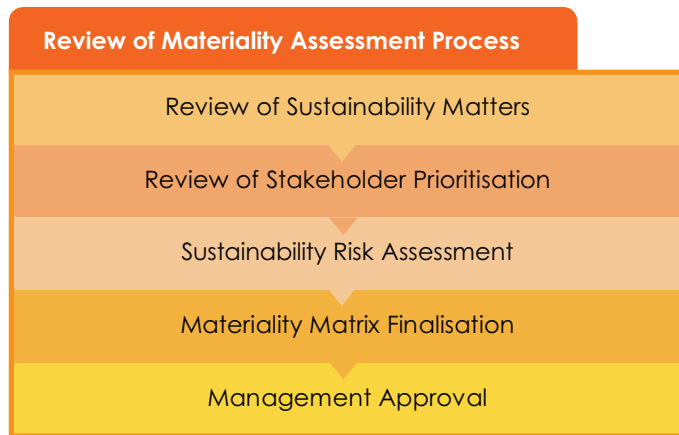 Review of Materiality Assessment Process
Review of Sustainability Matters
Review of Stakeholder Prioritisation
Sustainability Risk Assessment
Materiality Matrix Finalisation
Management Approval